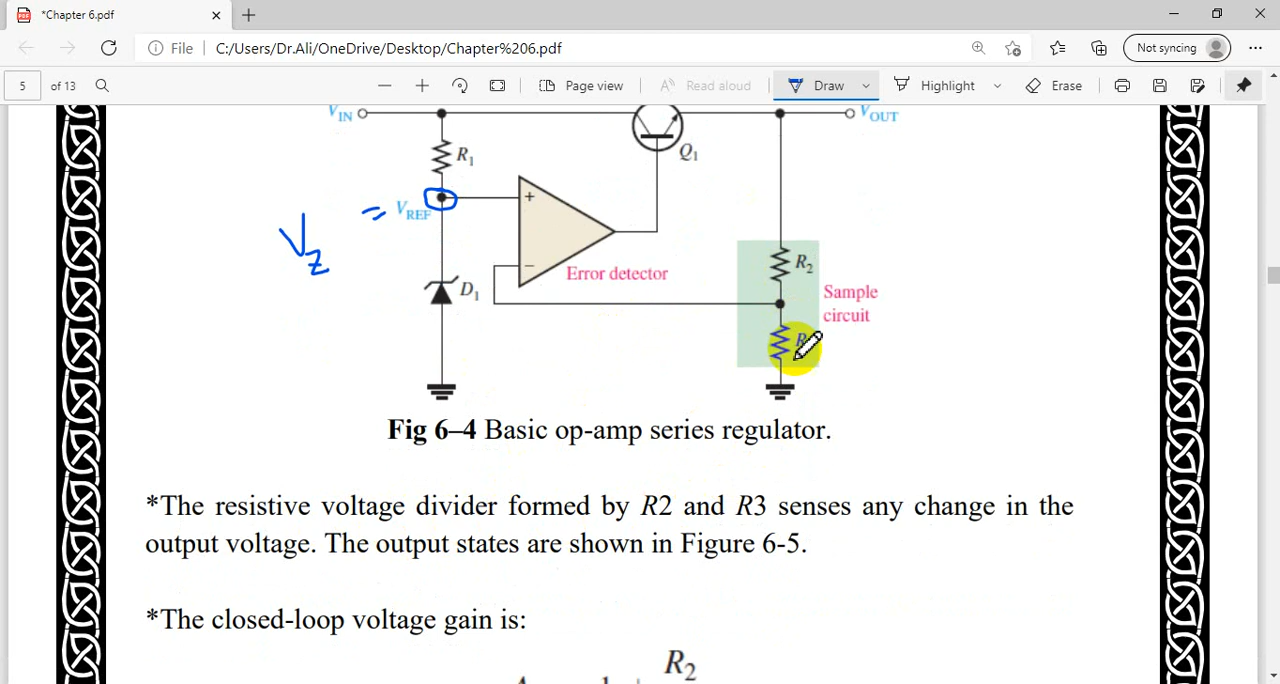 *Chapter 6.pdf
File
C:/Users/Dr.Ali/OneDrive/Desktop/Chapter%206.pdf
Not syncing
5 of 13
Page view
Read aloud
Draw
Highlight
Erase
VIN
VOUT
R1
Q1
VZ = VREF
+
−
R2
Error detector
D1
Sample
circuit
Fig 6–4 Basic op-amp series regulator.
*The resistive voltage divider formed by R2 and R3 senses any change in the
output voltage. The output states are shown in Figure 6-5.
*The closed-loop voltage gain is:
R2